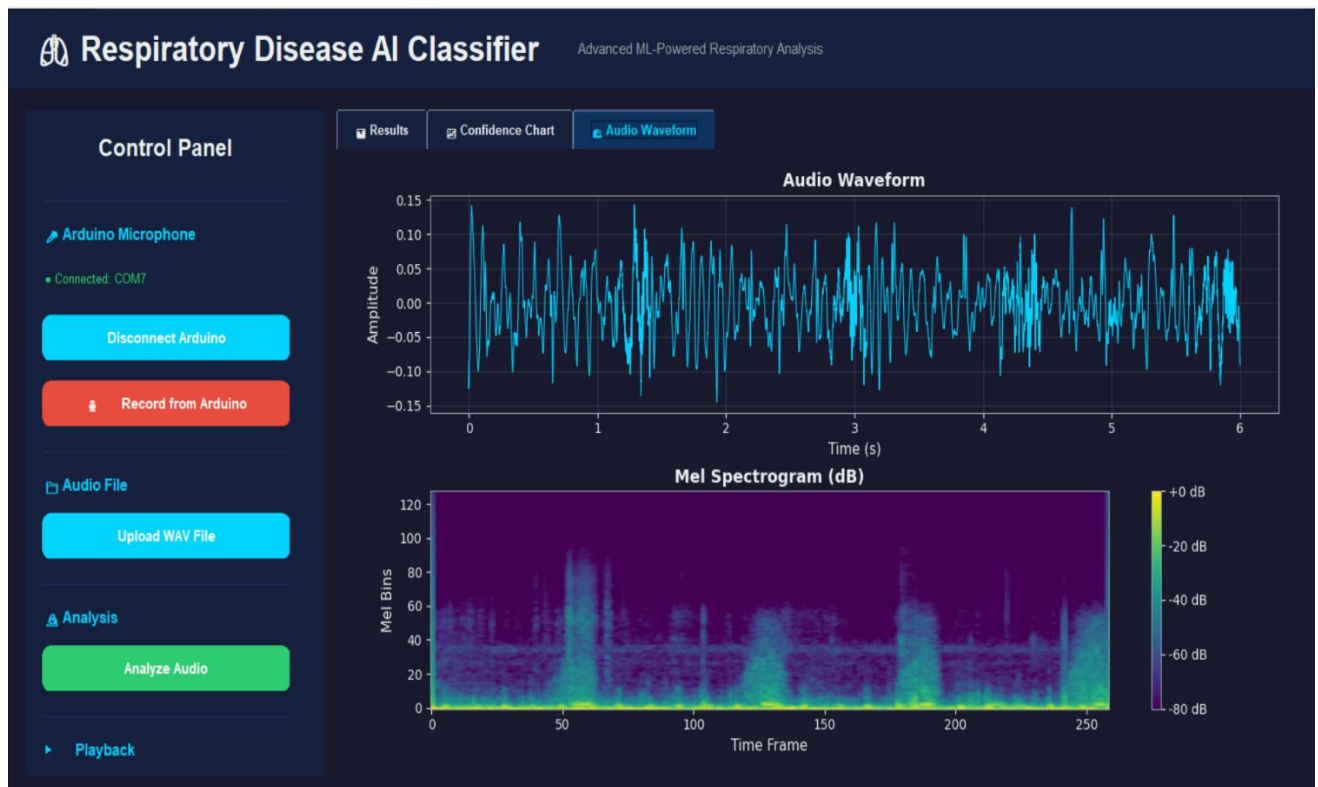 Respiratory Disease AI Classifier
Advanced ML-Powered Respiratory Analysis
Control Panel
Arduino Microphone
Connected: COM7
Disconnect Arduino
Record from Arduino
Audio File
Upload WAV File
Analysis
Analyze Audio
Playback
Results
Confidence Chart
Audio Waveform
Audio Waveform
0.15
0.10
0.05
0.00
−0.05
−0.10
−0.15
Amplitude
0 1 2 3 4 5 6
Time (s)
Mel Spectrogram (dB)
120
100
80
60
40
20
0
Mel Bins
0 50 100 150 200 250
Time Frame
+0 dB
-20 dB
-40 dB
-60 dB
-80 dB